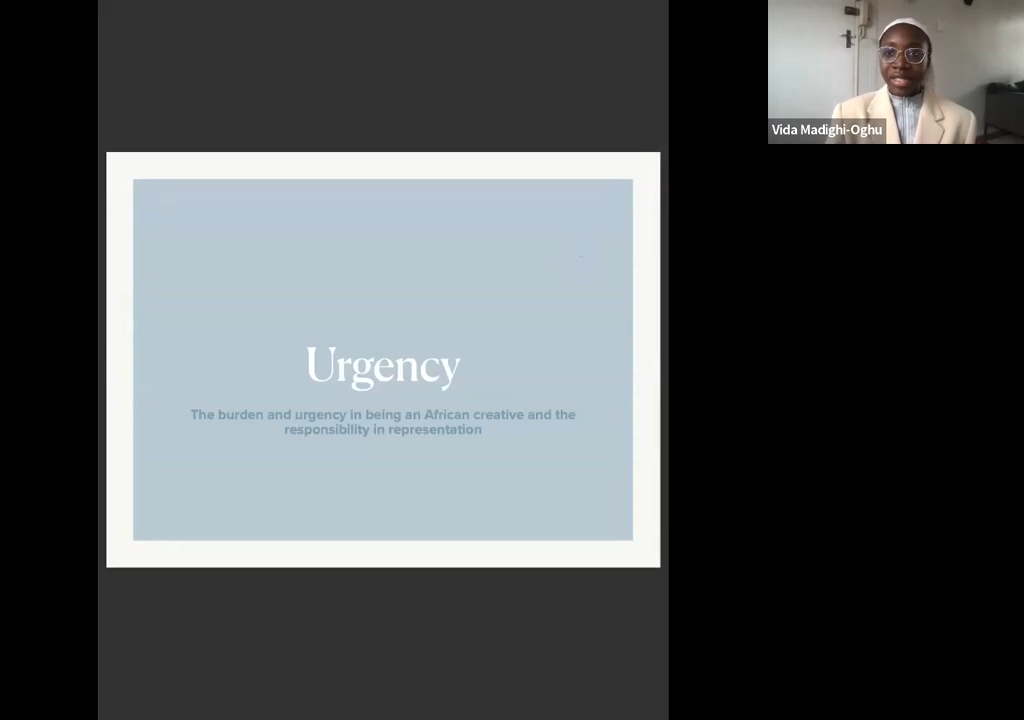 Vida Madighi-Oghu
Urgency
The burden and urgency in being an African creative and the
responsibility in representation